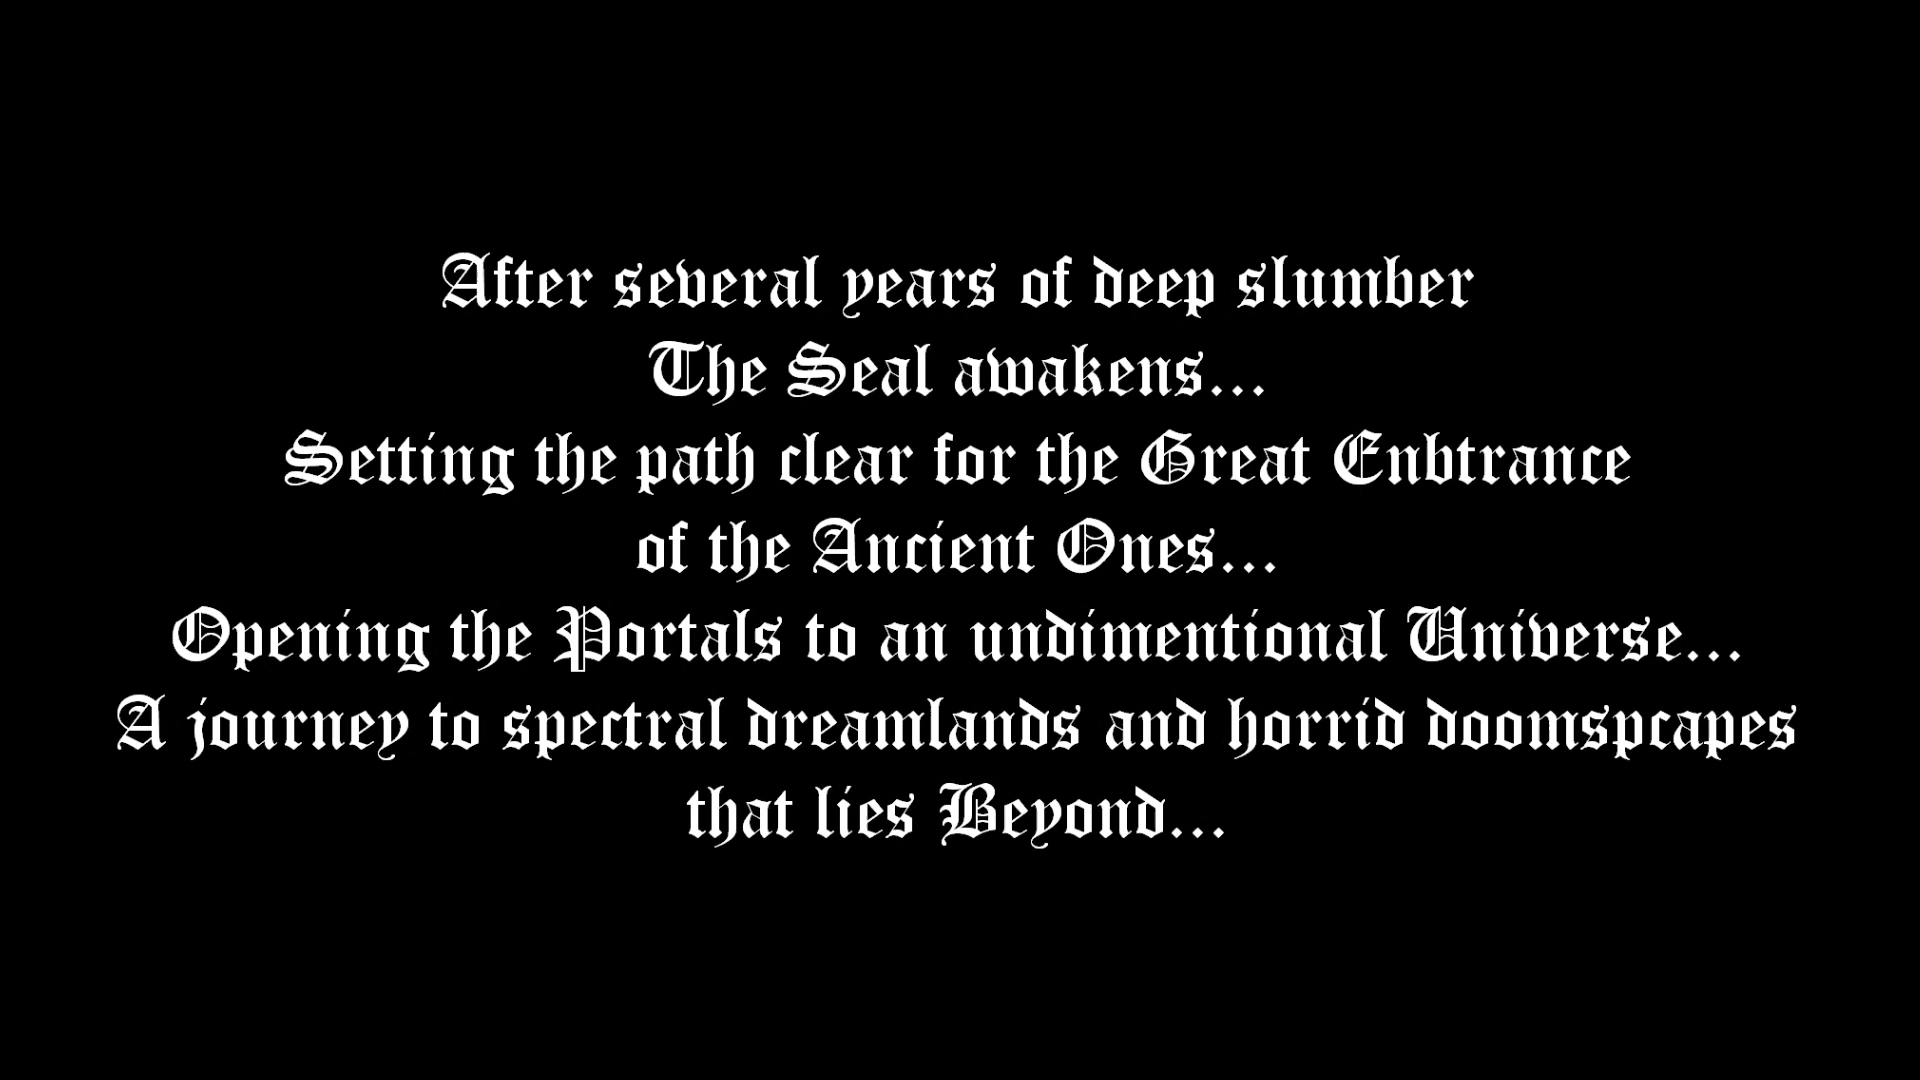 After several years of deep slumber
The Seal awakens...
Setting the path clear for the Great Enbtrance
of the Ancient Ones...
Opening the Portals to an undimentional Universe...
A journey to spectral dreamlands and horrid doomspcapes
that lies Beyond...